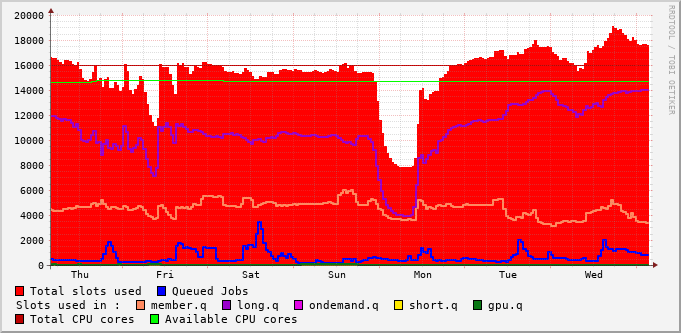 20000
18000
16000
14000
12000
10000
8000
6000
4000
2000
0
Thu Fri Sat Sun Mon Tue Wed
Total slots used Queued Jobs
Slots used in : member.q long.q ondemand.q short.q gpu.q
Total CPU cores Available CPU cores
RRDTOOL / TOBI OETIKER